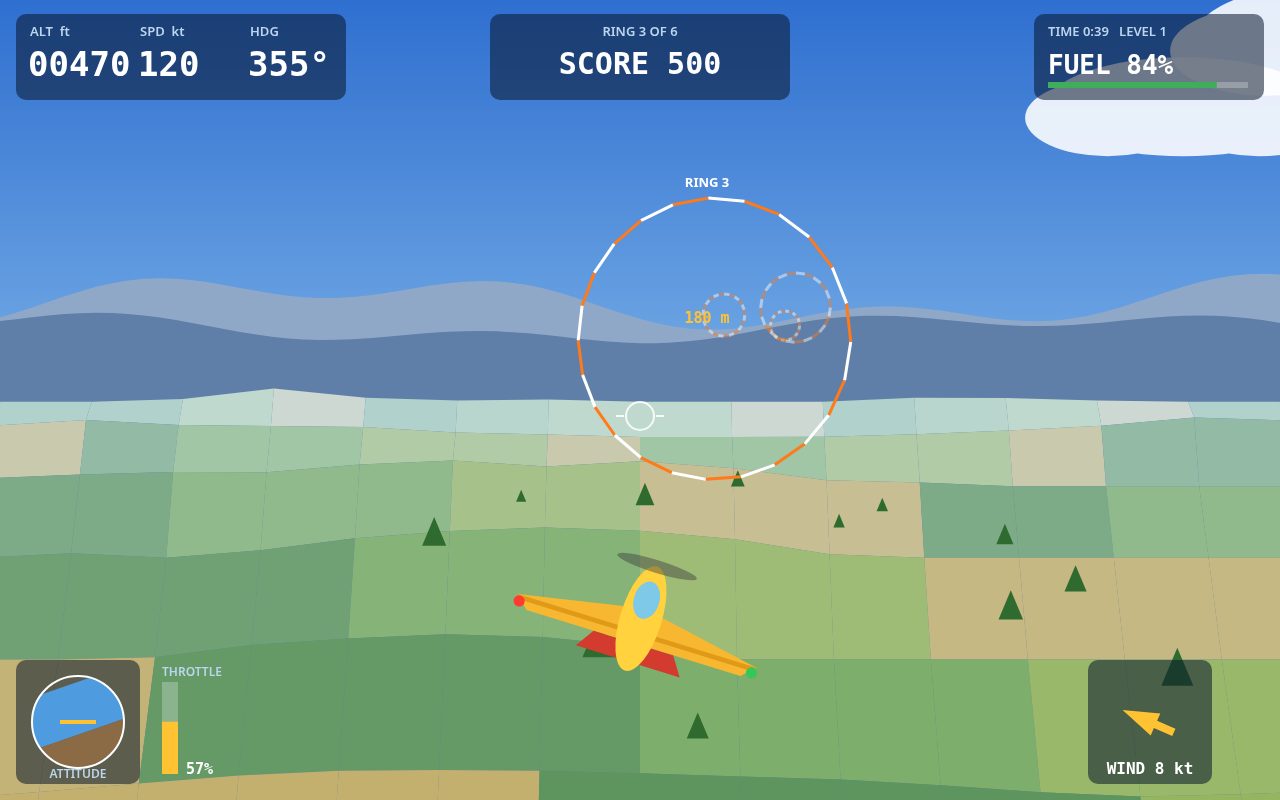 ALT ft SPD kt HDG
00470 120 355°
RING 3 OF 6
SCORE 500
TIME 0:39 LEVEL 1
FUEL 84%
RING 3
180 m
THROTTLE
57%
ATTITUDE
WIND 8 kt